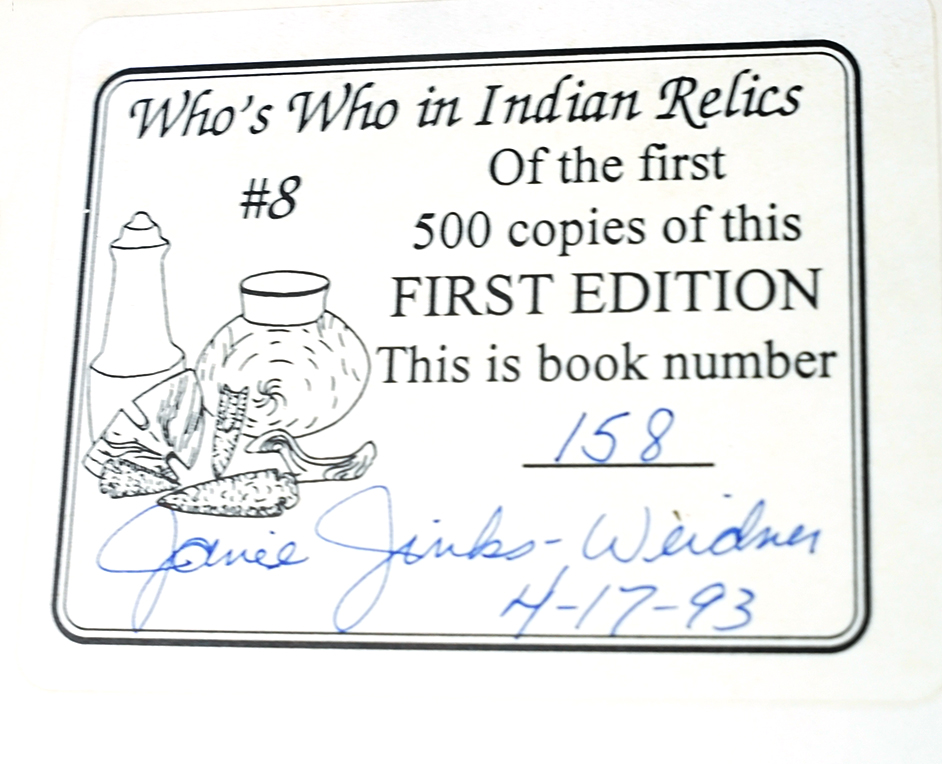 Who's Who in Indian Relics
#8
Of the first
500 copies of this
FIRST EDITION
This is book number
158
Janie Jinks-Weidner
4-17-93